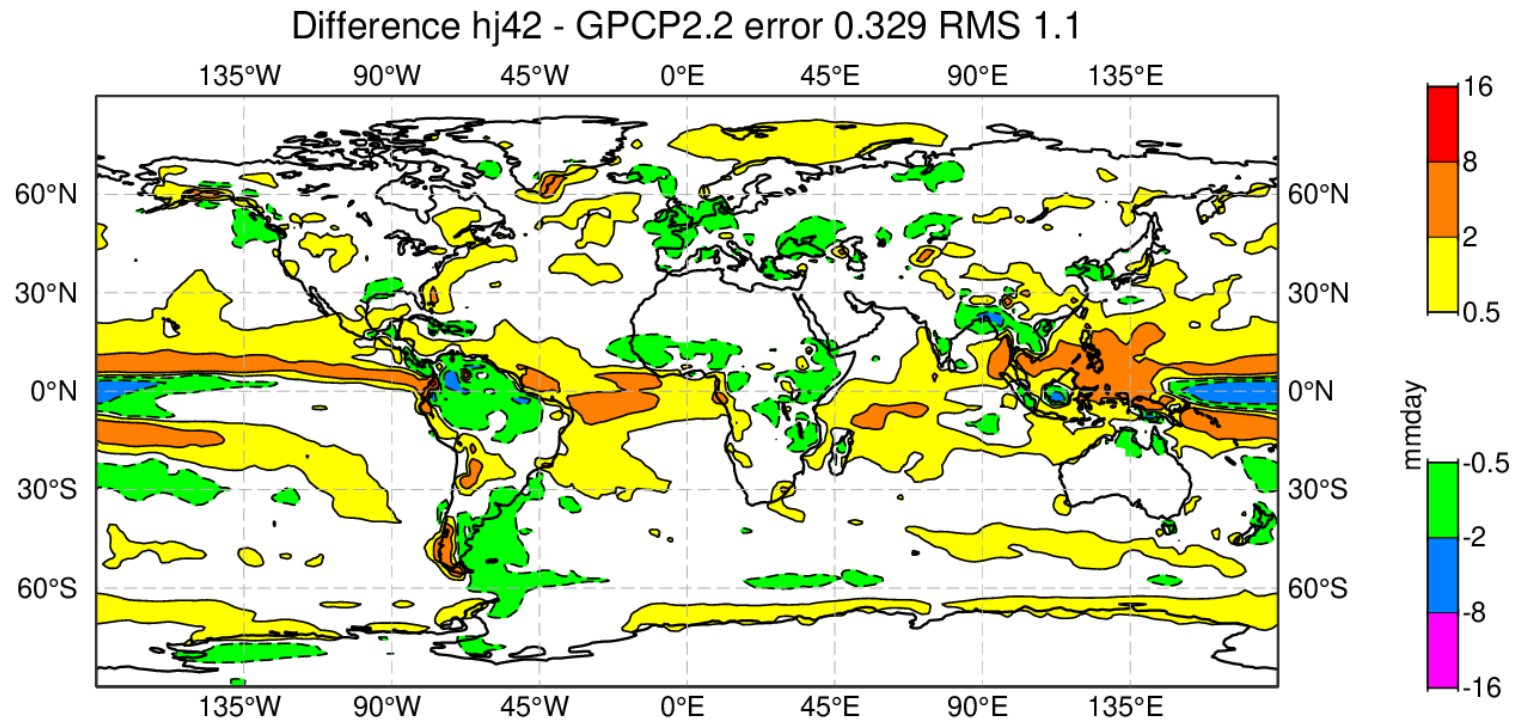 Difference hj42 - GPCP2.2 error 0.329 RMS 1.1
135°W 90°W 45°W 0°E 45°E 90°E 135°E
60°N 60°N
30°N 30°N
0°N 0°N
30°S 30°S
60°S 60°S
135°W 90°W 45°W 0°E 45°E 90°E 135°E
16
8
2
0.5
mmday
-0.5
-2
-8
-16